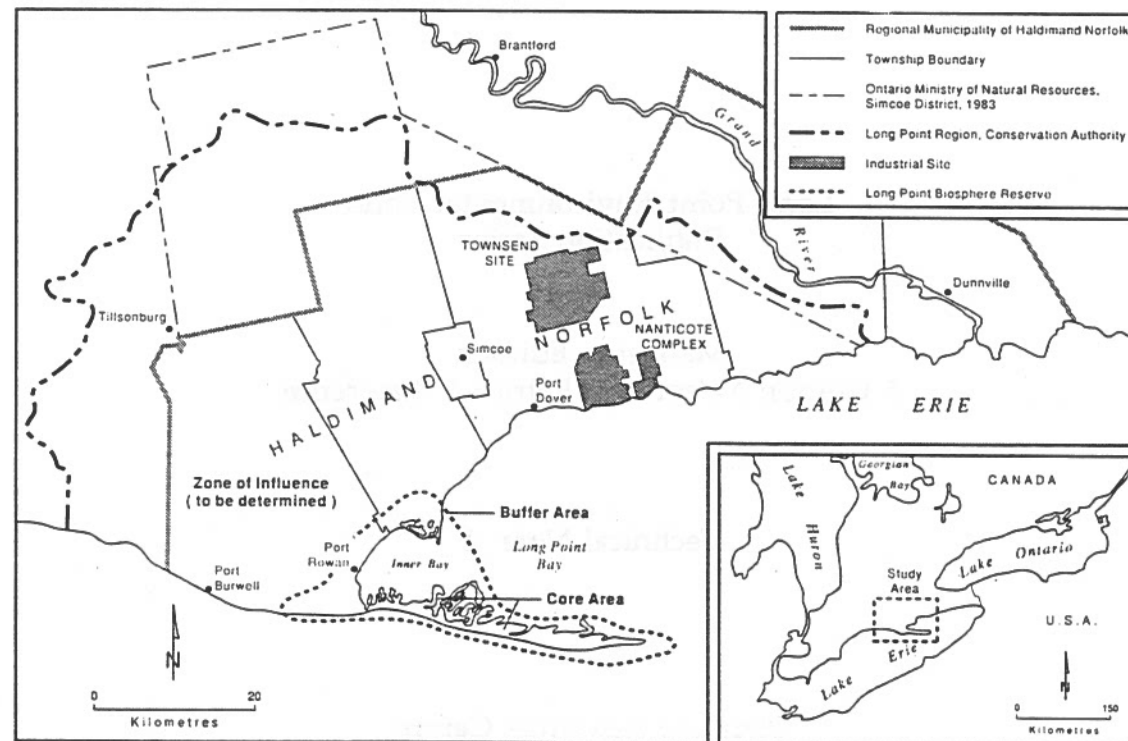 Brantford
Grand
River
Regional Municipality of Haldimand Norfolk
Township Boundary
Ontario Ministry of Natural Resources,
Simcoe District, 1983
Long Point Region, Conservation Authority
Industrial Site
Long Point Biosphere Reserve
TOWNSEND
SITE
Dunnville
Tillsonburg
NORFOLK
NANTICOTE
COMPLEX
Simcoe
Port
Dover
HALDIMAND
LAKE ERIE
Zone of Influence
( to be determined )
Buffer Area
Port
Rowan
Inner Bay
Long Point
Bay
Port
Burwell
Core Area
N
0 20
Kilometres
Georgian
Bay
CANADA
Lake
Huron
Lake Ontario
Study
Area
U.S.A.
Lake Erie
N
0 150
Kilometres